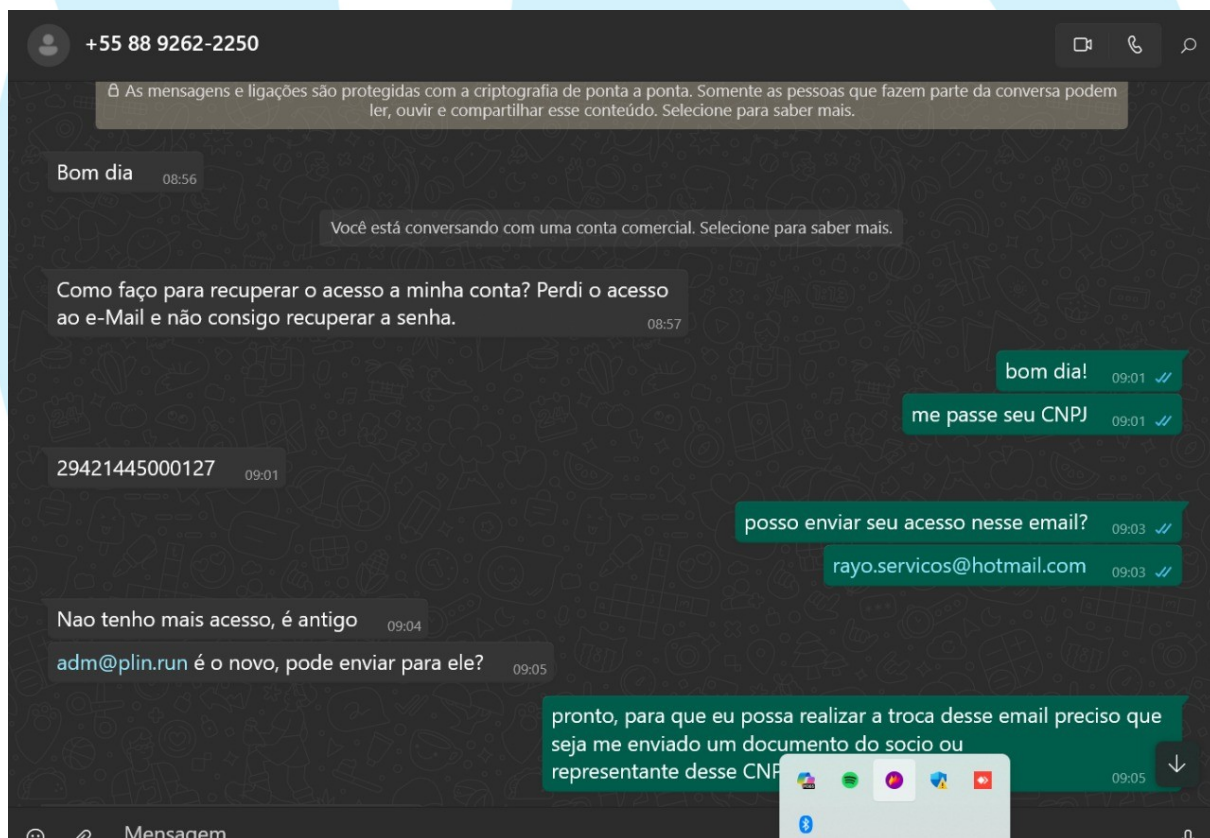 +55 88 9262-2250
As mensagens e ligações são protegidas com a criptografia de ponta a ponta. Somente as pessoas que fazem parte da conversa podem
ler, ouvir e compartilhar esse conteúdo. Selecione para saber mais.
Bom dia 08:56
Você está conversando com uma conta comercial. Selecione para saber mais.
Como faço para recuperar o acesso a minha conta? Perdi o acesso
ao e-Mail e não consigo recuperar a senha. 08:57
bom dia! 09:01
me passe seu CNPJ 09:01
29421445000127 09:01
posso enviar seu acesso nesse email? 09:03
rayo.servicos@hotmail.com 09:03
Nao tenho mais acesso, é antigo 09:04
adm@plin.run é o novo, pode enviar para ele? 09:05
pronto, para que eu possa realizar a troca desse email preciso que
seja me enviado um documento do socio ou
representante desse CNP 09:05
Mensagem